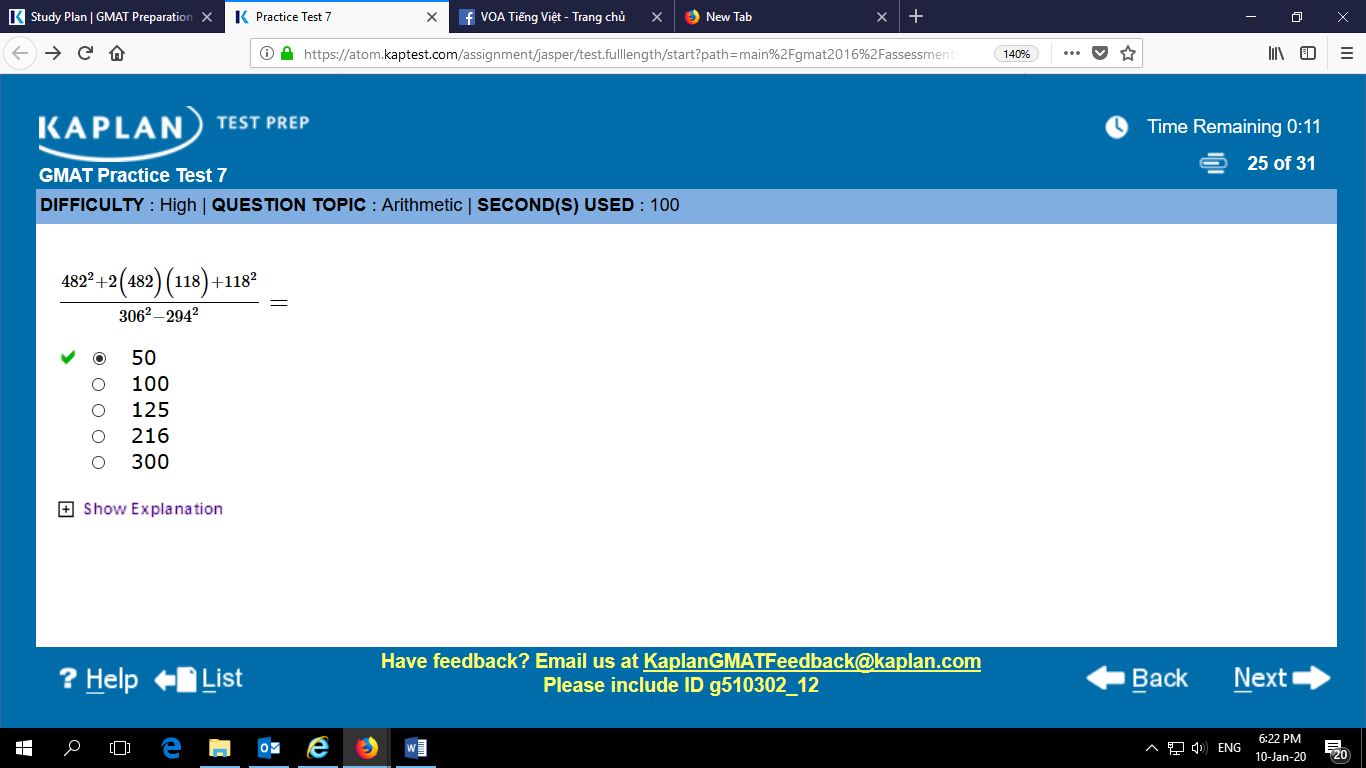 Study Plan | GMAT Preparation
Practice Test 7
VOA Tiếng Việt - Trang chủ
New Tab
https://atom.kaptest.com/assignment/jasper/test.fulllength/start?path=main%2Fgmat2016%2Fassessments
140%
KAPLAN TEST PREP
Time Remaining 0:11
25 of 31
GMAT Practice Test 7
DIFFICULTY : High | QUESTION TOPIC : Arithmetic | SECOND(S) USED : 100
482²+2(482)(118)+118²
306²−294² =
50
100
125
216
300
Show Explanation
Have feedback? Email us at KaplanGMATFeedback@kaplan.com
Please include ID g510302_12
? Help
List
Back
Next
ENG
6:22 PM
10-Jan-20
20